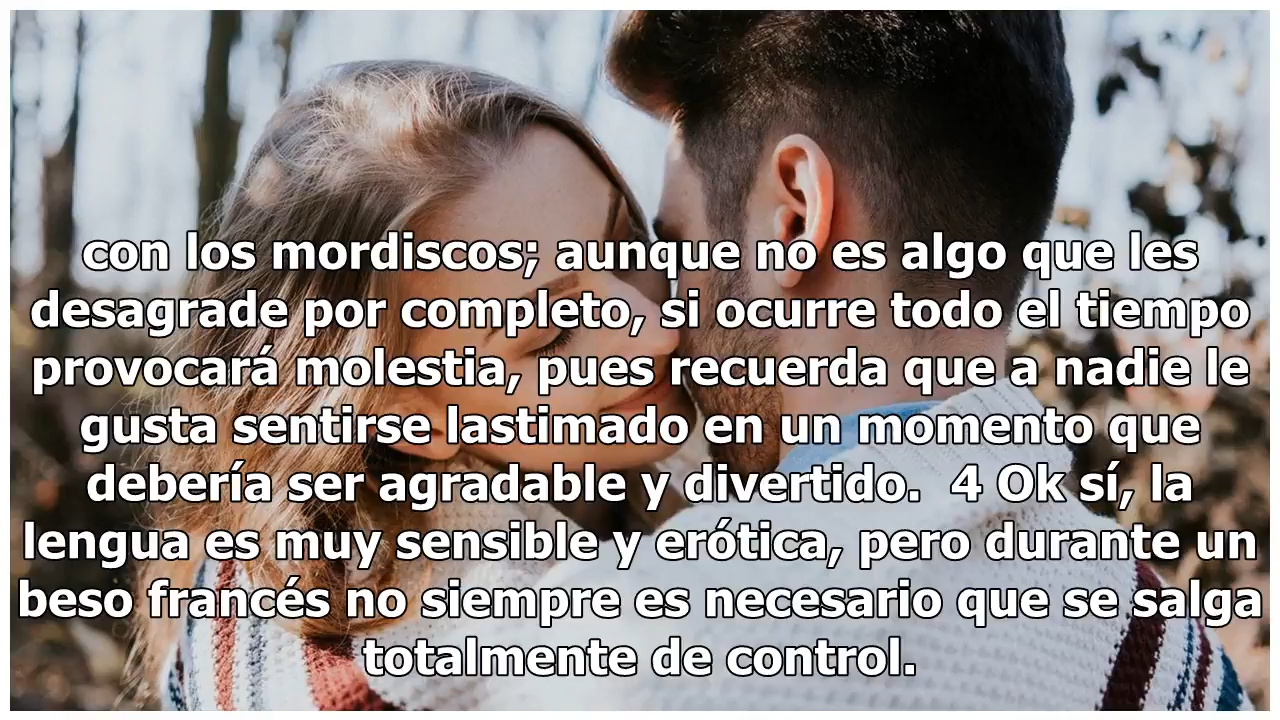 con los mordiscos; aunque no es algo que les
desagrade por completo, si ocurre todo el tiempo
provocará molestia, pues recuerda que a nadie le
gusta sentirse lastimado en un momento que
debería ser agradable y divertido.  4 Ok sí, la
lengua es muy sensible y erótica, pero durante un
beso francés no siempre es necesario que se salga
totalmente de control.